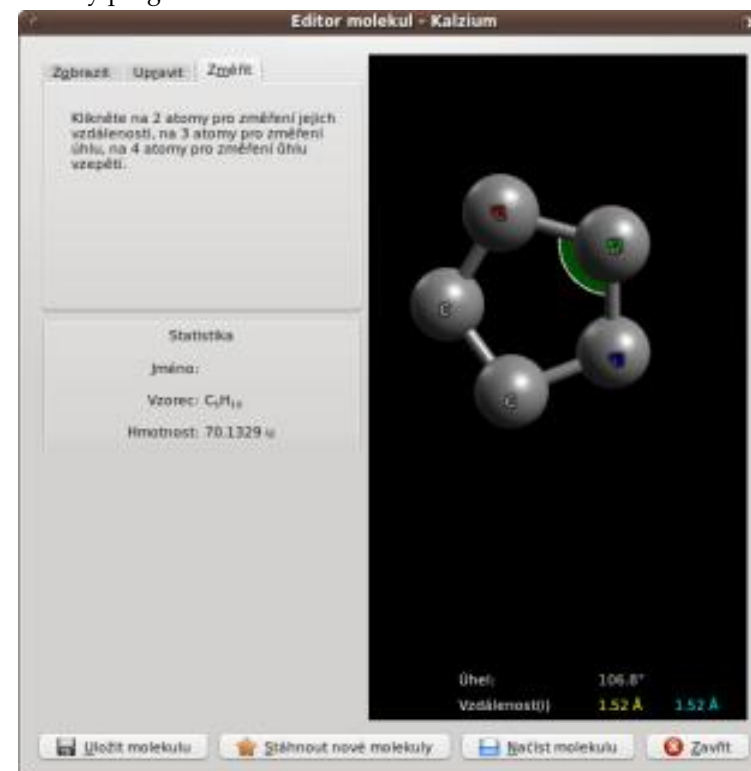 Editor molekul - Kalzium
Zobrazit Upravit Změřit
Klikněte na 2 atomy pro změření jejich
vzdálenosti, na 3 atomy pro změření
úhlu, na 4 atomy pro změření úhlu
vzepětí.
Statistika
Jméno:
Vzorec: C₅H₁₀
Hmotnost: 70.1329 u
C
C
Úhel: 106.8°
Vzdálenost(i) 1.52 Å 1.52 Å
Uložit molekulu Stáhnout nové molekuly Načíst molekulu Zavřít